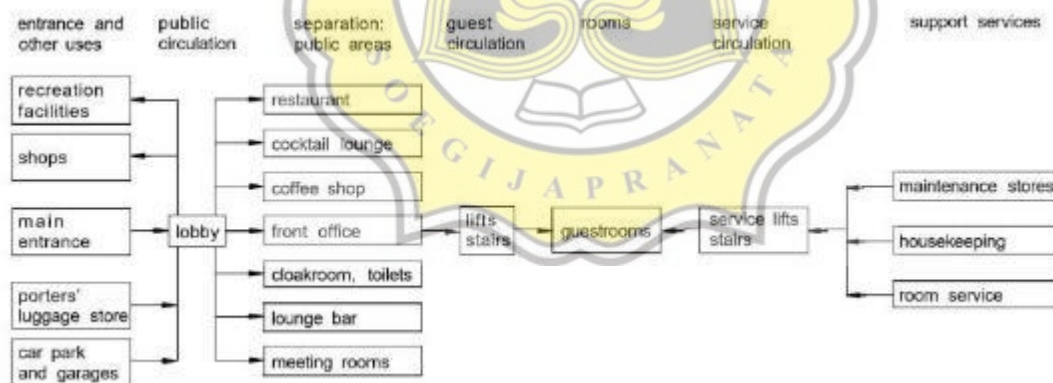 entrance and
other uses
public
circulation
separation:
public areas
guest
circulation
rooms
service
circulation
support services
recreation
facilities
shops
main
entrance
porters'
luggage store
car park
and garages
lobby
restaurant
cocktail lounge
coffee shop
front office
cloakroom, toilets
lounge bar
meeting rooms
lifts
stairs
guestrooms
service lifts
stairs
maintenance stores
housekeeping
room service
SOEGIJAPRANATA